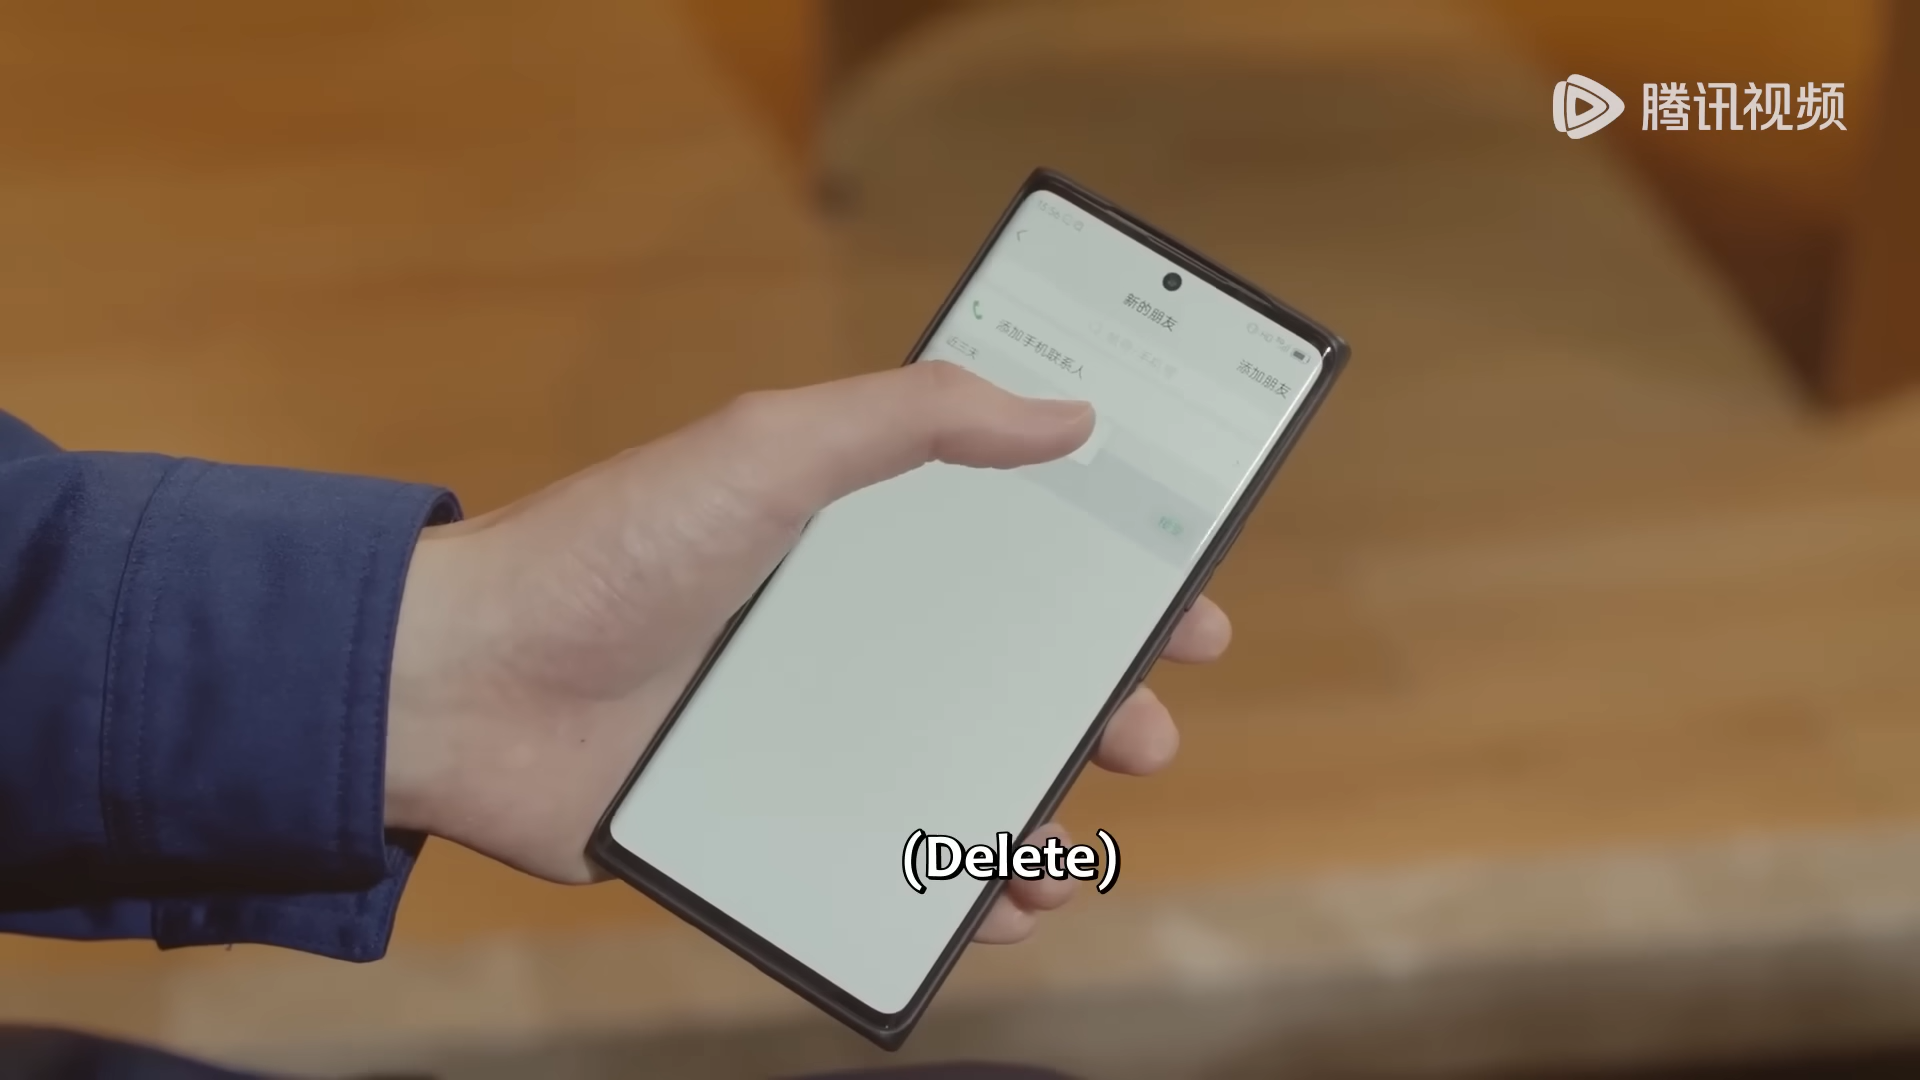 腾讯视频
新的朋友
添加朋友
添加手机联系人
近三天
(Delete)